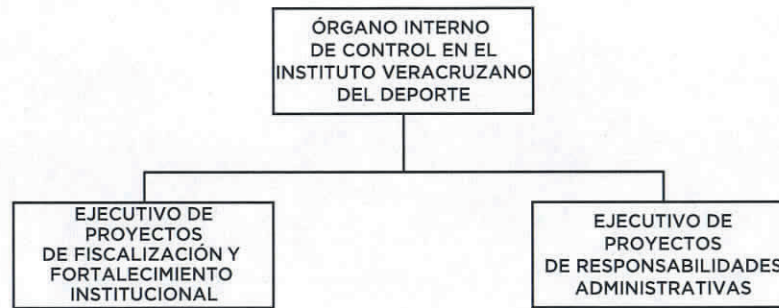 ÓRGANO INTERNO
DE CONTROL EN EL
INSTITUTO VERACRUZANO
DEL DEPORTE
EJECUTIVO DE
PROYECTOS
DE FISCALIZACIÓN Y
FORTALECIMIENTO
INSTITUCIONAL
EJECUTIVO DE
PROYECTOS
DE RESPONSABILIDADES
ADMINISTRATIVAS